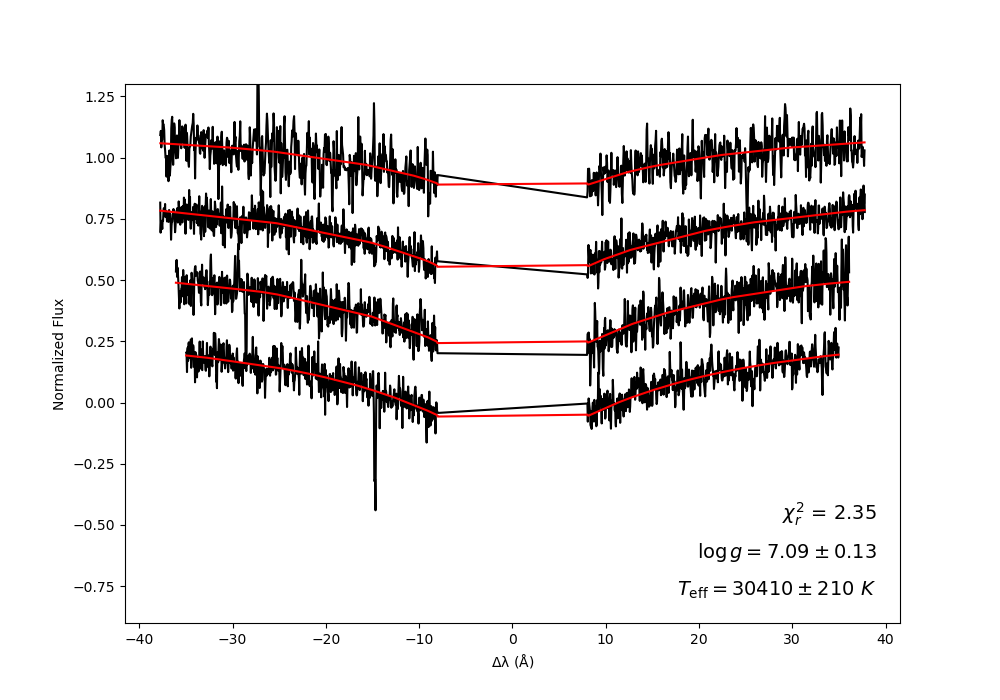 1.25
1.00
0.75
0.50
0.25
0.00
−0.25
−0.50
−0.75
Normalized Flux
χ²ᵣ = 2.35
log g = 7.09 ± 0.13
T_eff = 30410 ± 210 K
−40 −30 −20 −10 0 10 20 30 40
Δλ (Å)